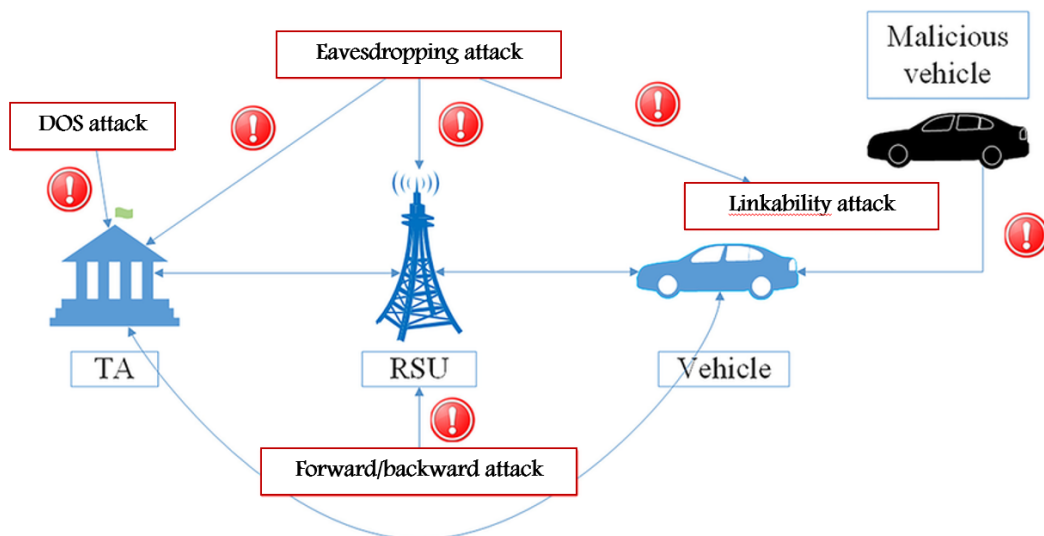 Eavesdropping attack
Malicious
vehicle
DOS attack
Linkability attack
TA
RSU
Vehicle
Forward/backward attack